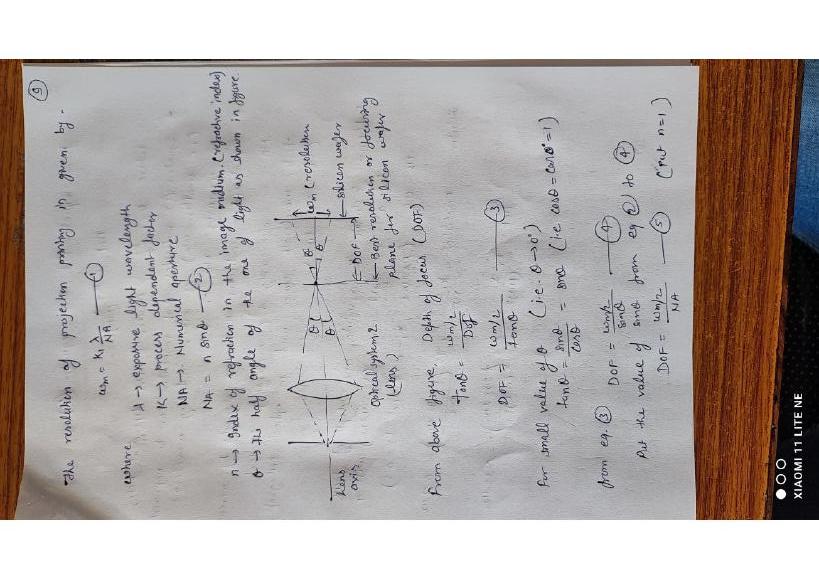 9
The resolution of projection printing is given by.
wm = K1 λ/NA —— 1
where λ → exposure light wavelength
K → process dependent factor
NA → Numerical aperture
NA = n sinθ —— 2
n → Index of refraction in the image midium (refractive index)
θ → The half angle of the one of light as shown in figure
Lens axis
Optical system 2
(Lens)
θ
θ
θ
θ
wm (resolution
silicon wafer
DOF
Best resolution or focusing
plane for silicon wafer
From above figure, Depth of focus (DOF)
Tanθ = wm/2 / DOF
DOF = wm/2 / tanθ —— 3
For small value of θ (i.e. θ→0°)
tanθ = sinθ/cosθ = sinθ (i.e. cosθ = cos0° = 1)
from eq. 3 DOF = wm/2 / sinθ —— 4
Put the value of sinθ from eq 2 to 4
DOF = wm/2 / NA —— 5 (Put n=1)
XIAOMI 11 LITE NE